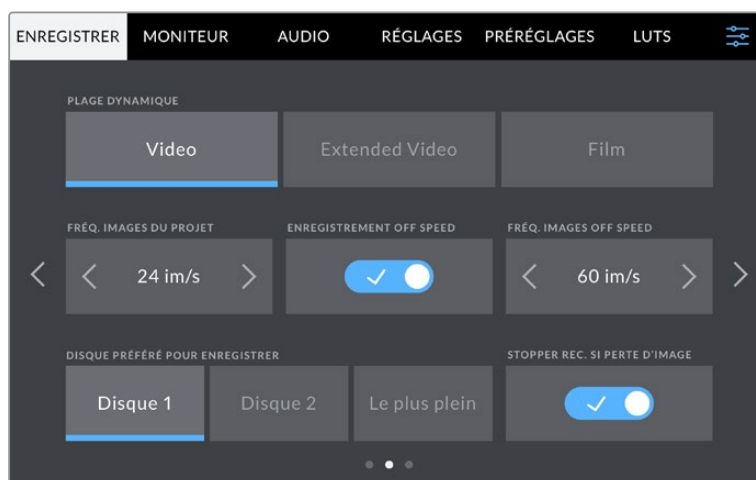 ENREGISTRER MONITEUR AUDIO RÉGLAGES PRÉRÉGLAGES LUTS
PLAGE DYNAMIQUE
Video Extended Video Film
FRÉQ. IMAGES DU PROJET ENREGISTREMENT OFF SPEED FRÉQ. IMAGES OFF SPEED
24 im/s 60 im/s
DISQUE PRÉFÉRÉ POUR ENREGISTRER STOPPER REC. SI PERTE D'IMAGE
Disque 1 Disque 2 Le plus plein